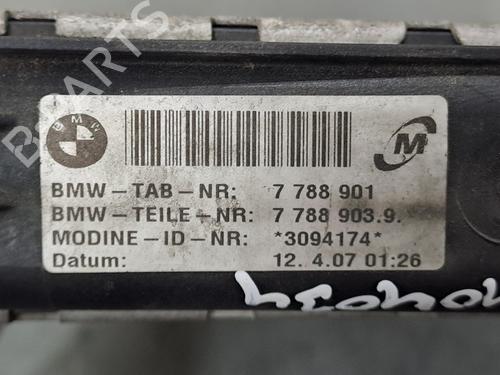 B-PARTS
BMW
M
BMW-TAB-NR: 7 788 901
BMW-TEILE-NR: 7 788 903.9.
MODINE-ID-NR: *3094174*
Datum: 12. 4.07 01:26